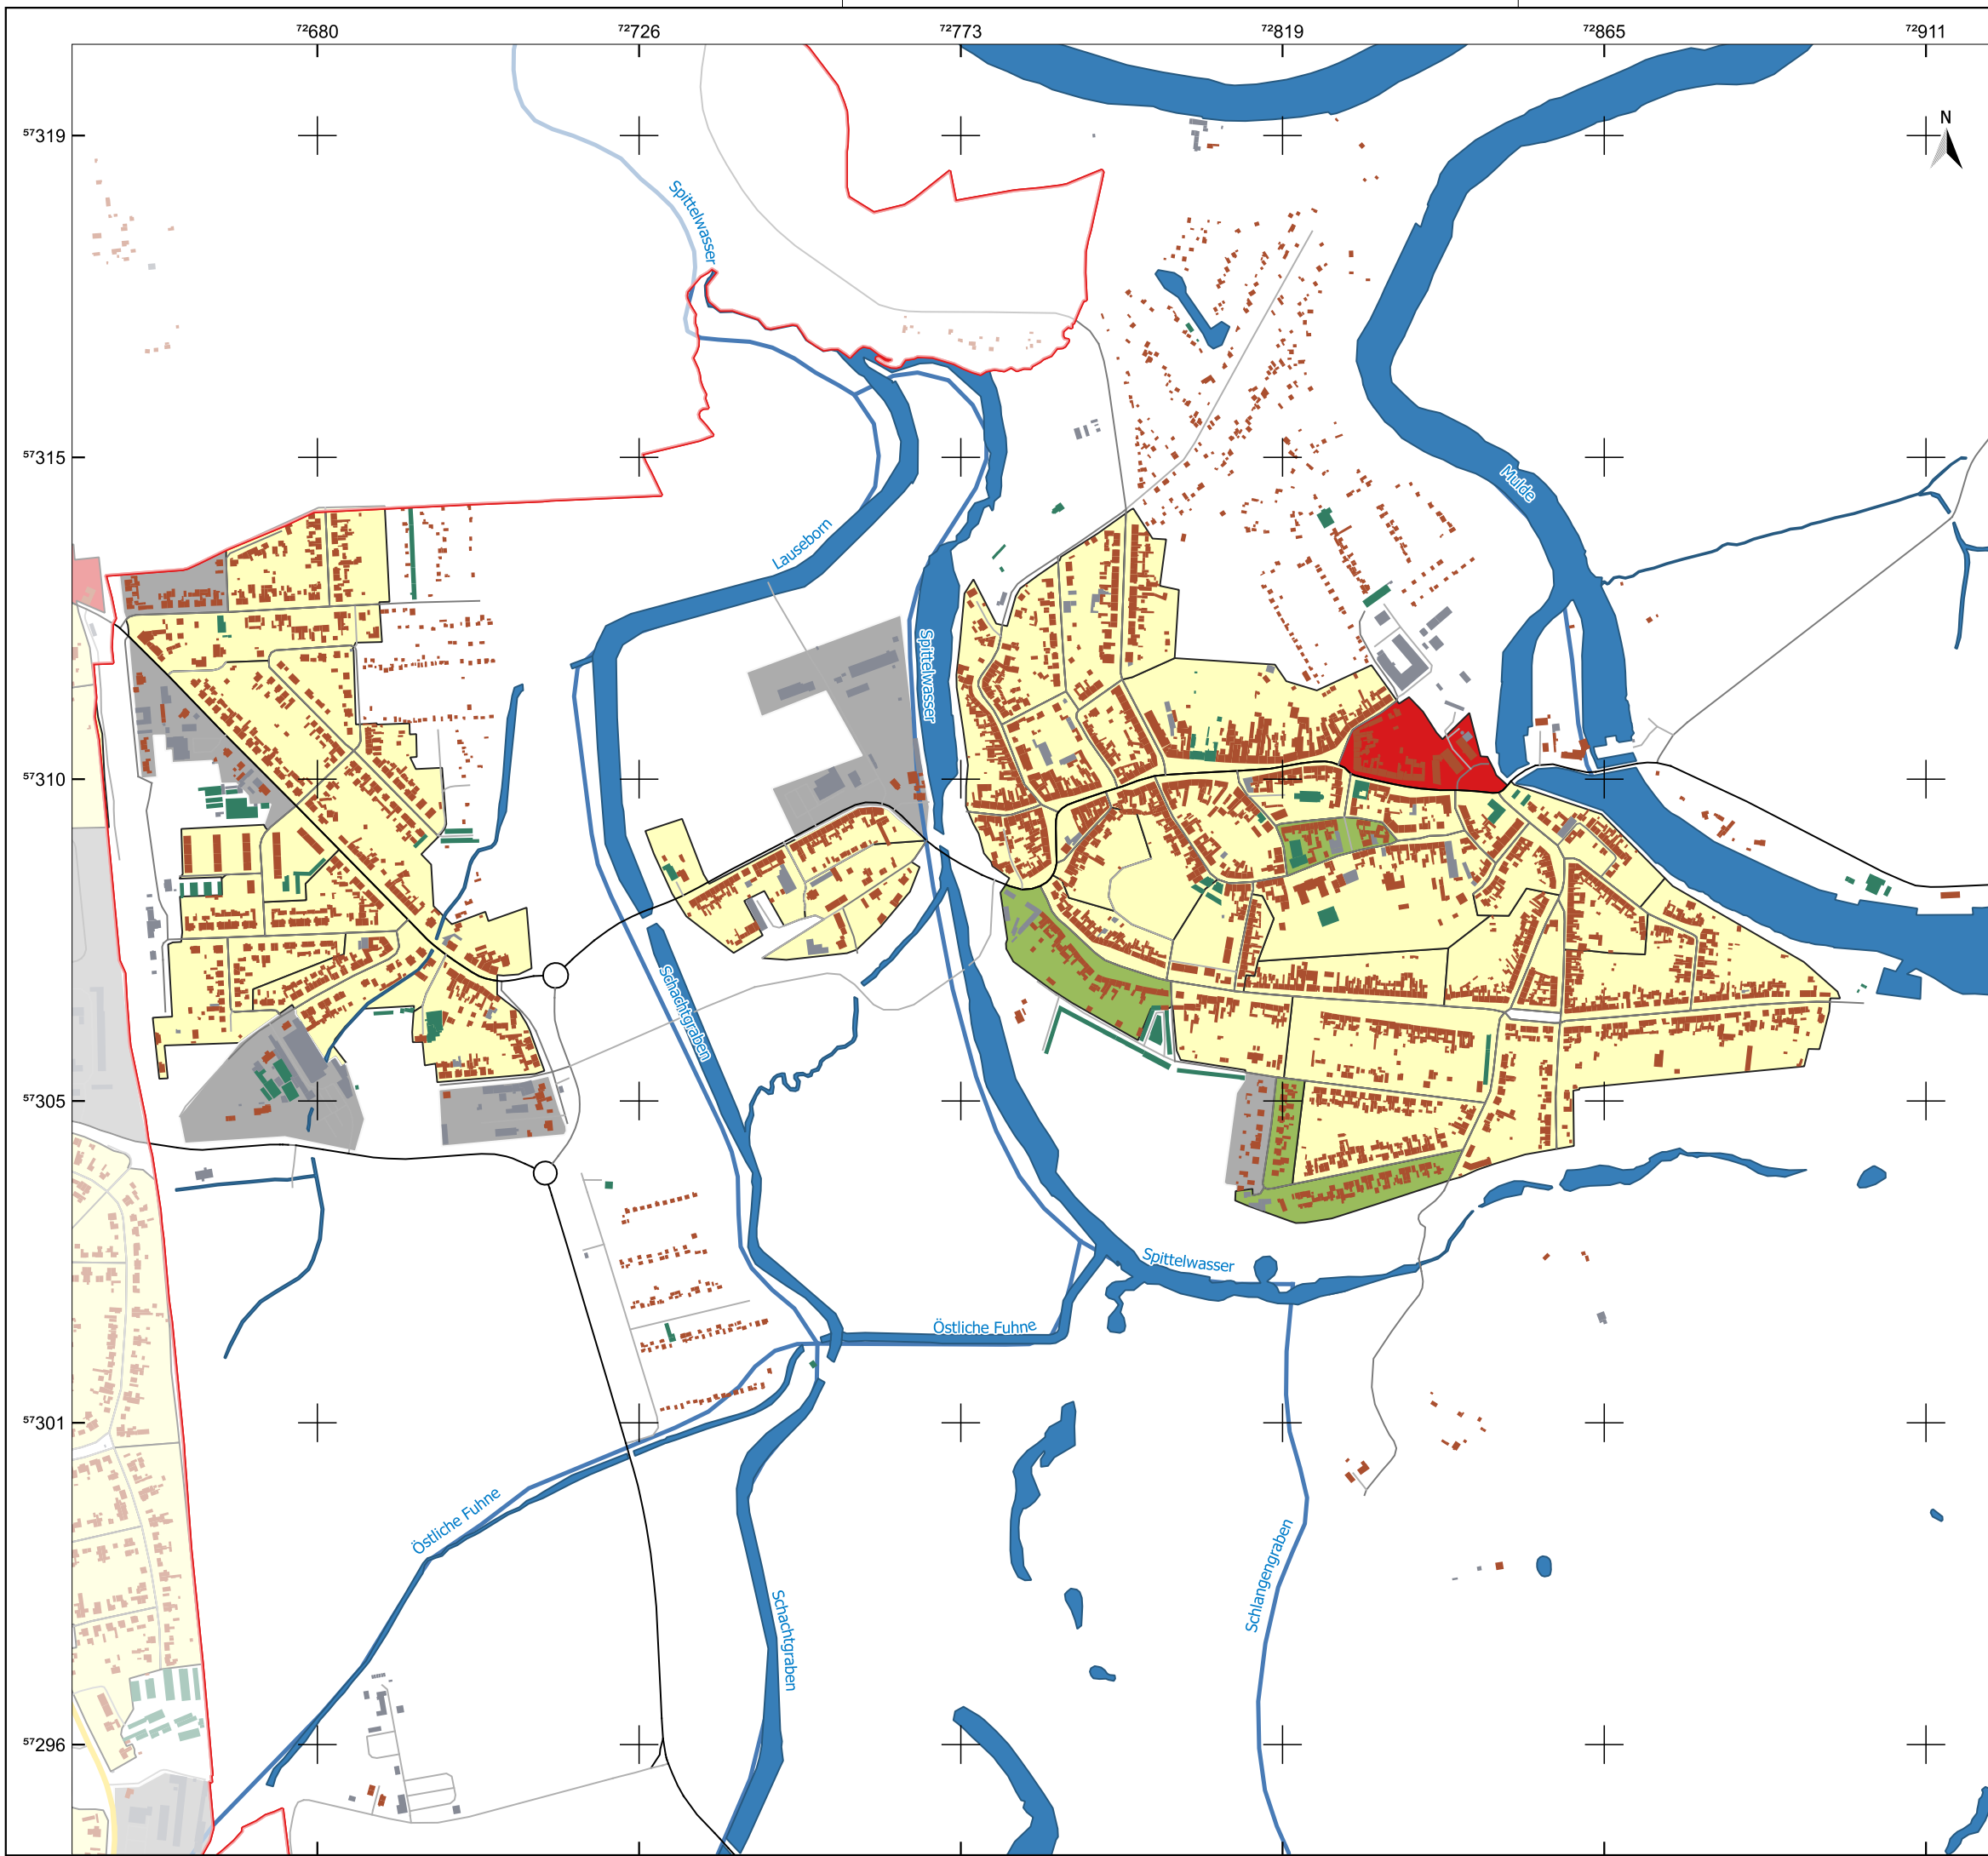 72680 72726 72773 72819 72865 72911
57319
N
Spittelwasser
57315
Mulde
Lauseborn
Spittelwasser
57310
Schachtgraben
57305
Spittelwasser
Östliche Fuhne
57301
Östliche Fuhne
Schlangengraben
Schachtgraben
57296